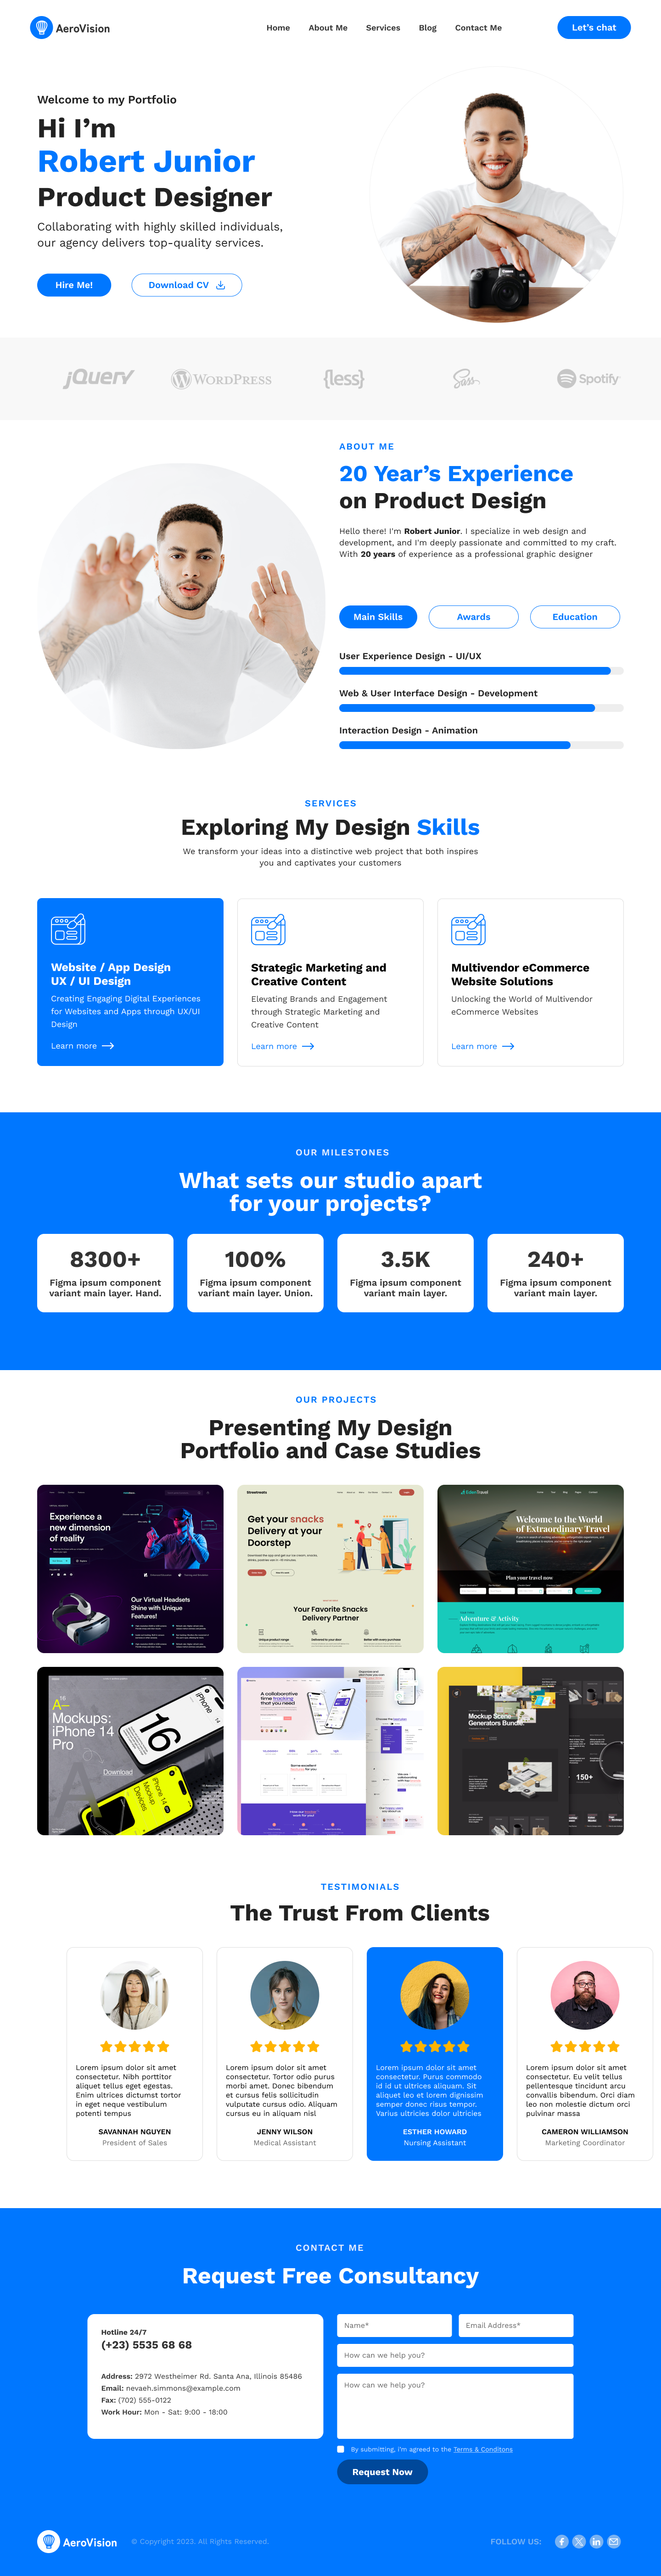 AeroVision
Home About Me Services Blog Contact Me
Let's chat
Welcome to my Portfolio
Hi I'm
Robert Junior
Product Designer
Collaborating with highly skilled individuals,
our agency delivers top-quality services.
Hire Me!
Download CV
jQuery
WORDPRESS
{less}
Sass
Spotify
ABOUT ME
20 Year's Experience
on Product Design
Hello there! I'm Robert Junior. I specialize in web design and
development, and I'm deeply passionate and committed to my craft.
With 20 years of experience as a professional graphic designer
Main Skills
Awards
Education
User Experience Design - UI/UX
Web & User Interface Design - Development
Interaction Design - Animation
SERVICES
Exploring My Design Skills
We transform your ideas into a distinctive web project that both inspires
you and captivates your customers
Website / App Design
UX / UI Design
Creating Engaging Digital Experiences
for Websites and Apps through UX/UI
Design
Learn more
Strategic Marketing and
Creative Content
Elevating Brands and Engagement
through Strategic Marketing and
Creative Content
Learn more
Multivendor eCommerce
Website Solutions
Unlocking the World of Multivendor
eCommerce Websites
Learn more
OUR MILESTONES
What sets our studio apart
for your projects?
8300+
Figma ipsum component
variant main layer. Hand.
100%
Figma ipsum component
variant main layer. Union.
3.5K
Figma ipsum component
variant main layer.
240+
Figma ipsum component
variant main layer.
OUR PROJECTS
Presenting My Design
Portfolio and Case Studies
Experience a
new dimension
of reality
Our Virtual Headsets
Shine with Unique
Features!
Get your snacks
Delivery at your
Doorstep
Your Favorite Snacks
Delivery Partner
Welcome to the World
of Extraordinary Travel
Plan your travel now
Adventure & Activity
A—
Mockups:
iPhone 14
Pro
Download
iPhone 14
16
iPhone 14
Mockup
Devices
A collaborative
time tracking
that you need
Mockup Scene
Generators Bundle.
150+
TESTIMONIALS
The Trust From Clients
Lorem ipsum dolor sit amet
consectetur. Nibh porttitor
aliquet tellus eget egestas.
Enim ultrices dictumst diam
in eget neque vestibulum
potenti tempus
SAVANNAH NGUYEN
President of Sales
Lorem ipsum dolor sit amet
consectetur. Tortor odio purus
morbi amet. Donec bibendum
et cursus felis sollicitudin
vulputate cursus odio. Aliquam
cursus eu in aliquam nisl
JENNY WILSON
Medical Assistant
Lorem ipsum dolor sit amet
consectetur. Purus commodo
id id ut ultrices aliquam. Sit
aliquet leo et lorem dignissim
semper donec risus tempor.
Varius ultricies dolor ultricies
ESTHER HOWARD
Nursing Assistant
Lorem ipsum dolor sit amet
consectetur. Eu velit tellus
pellentesque tincidunt arcu
convallis bibendum. Orci diam
leo non molestie dictum orci
pulvinar massa
CAMERON WILLIAMSON
Marketing Coordinator
CONTACT ME
Request Free Consultancy
Hotline 24/7
(+23) 5535 68 68
Address: 2972 Westheimer Rd. Santa Ana, Illinois 85486
Email: nevaeh.simmons@example.com
Fax: (702) 555-0122
Work Hour: Mon - Sat: 9:00 - 18:00
Name*
Email Address*
How can we help you?
How can we help you?
By submitting, i'm agreed to the Terms & Conditons
Request Now
AeroVision
© Copyright 2023. All Rights Reserved.
FOLLOW US: